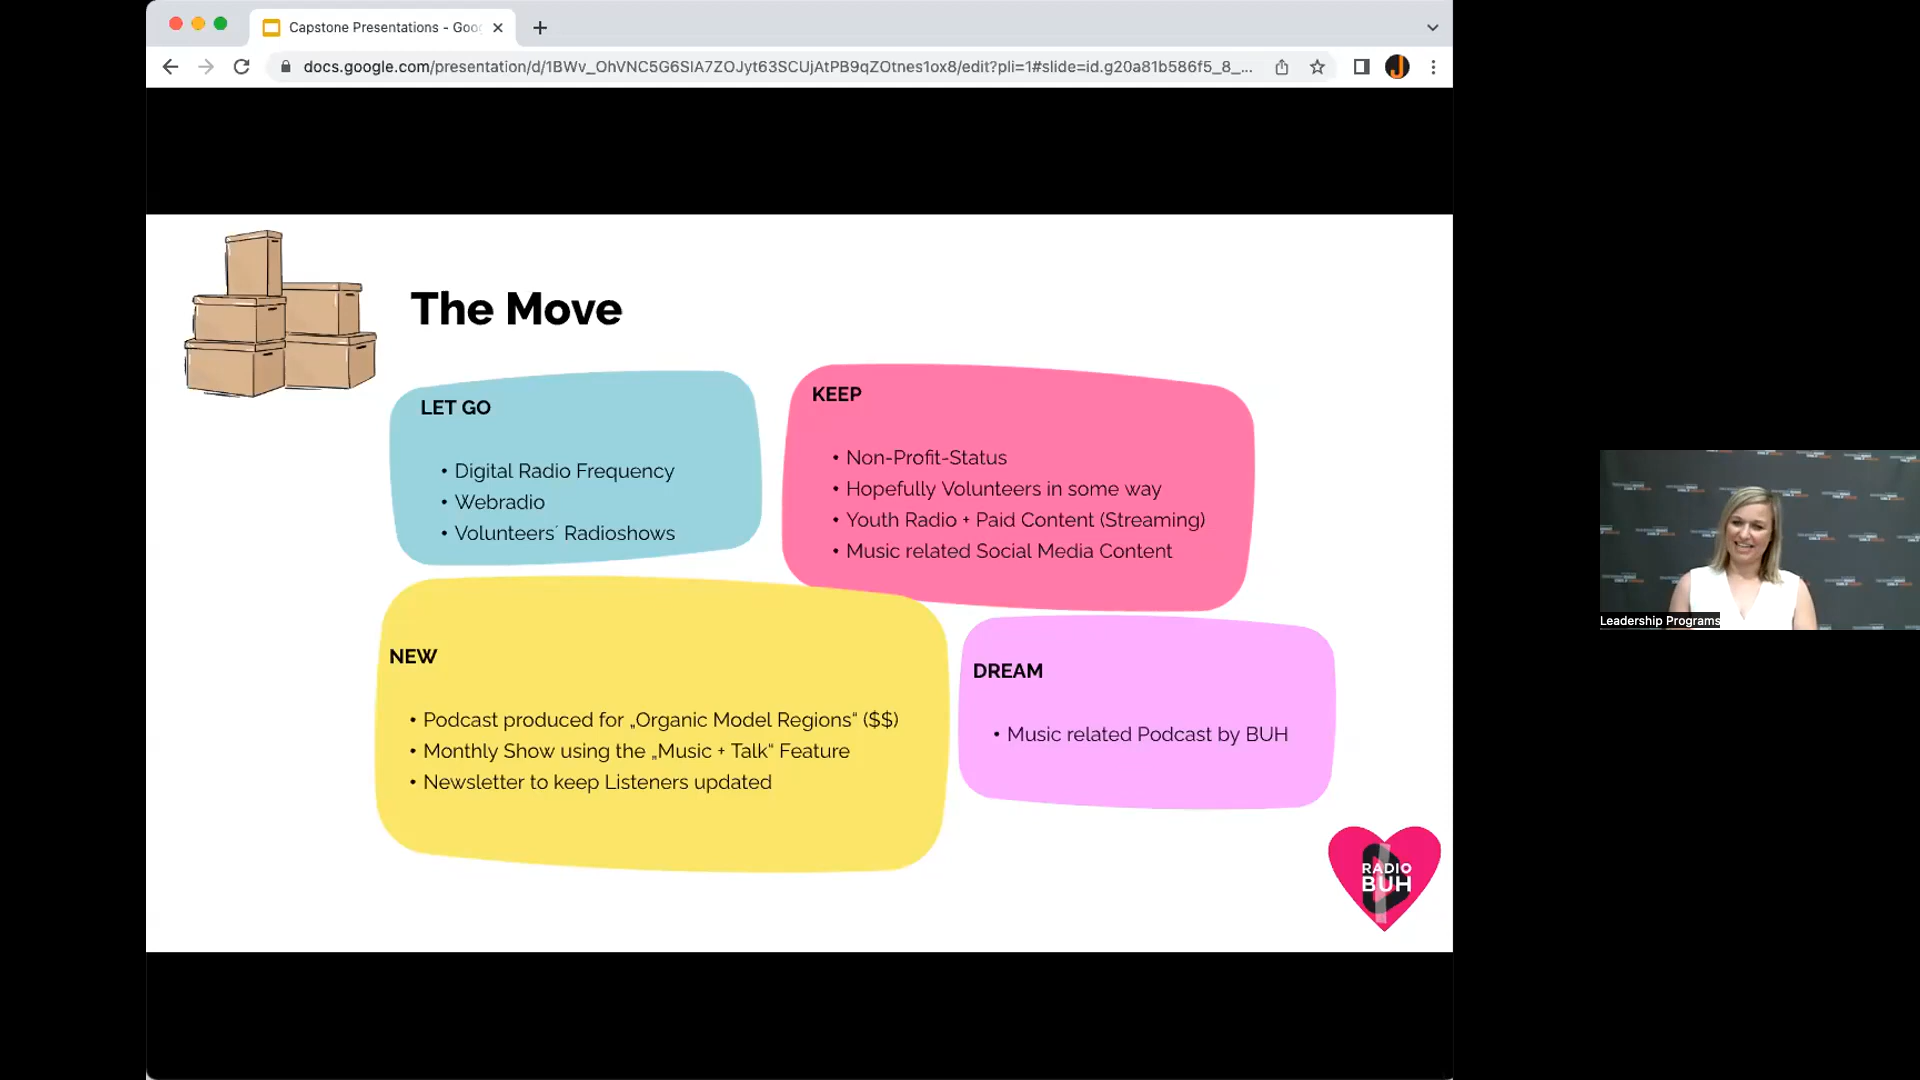 Capstone Presentations - Goo
docs.google.com/presentation/d/1BWv_OhVNC5G6SlA7ZOJyt63SCUjAtPB9qZOtnes1ox8/edit?pli=1#slide=id.g20a81b586f5_8_...
The Move
LET GO
• Digital Radio Frequency
• Webradio
• Volunteers´ Radioshows
KEEP
• Non-Profit-Status
• Hopefully Volunteers in some way
• Youth Radio + Paid Content (Streaming)
• Music related Social Media Content
NEW
• Podcast produced for „Organic Model Regions“ ($$)
• Monthly Show using the „Music + Talk“ Feature
• Newsletter to keep Listeners updated
DREAM
• Music related Podcast by BUH
RADIO
BUH
Leadership Programs